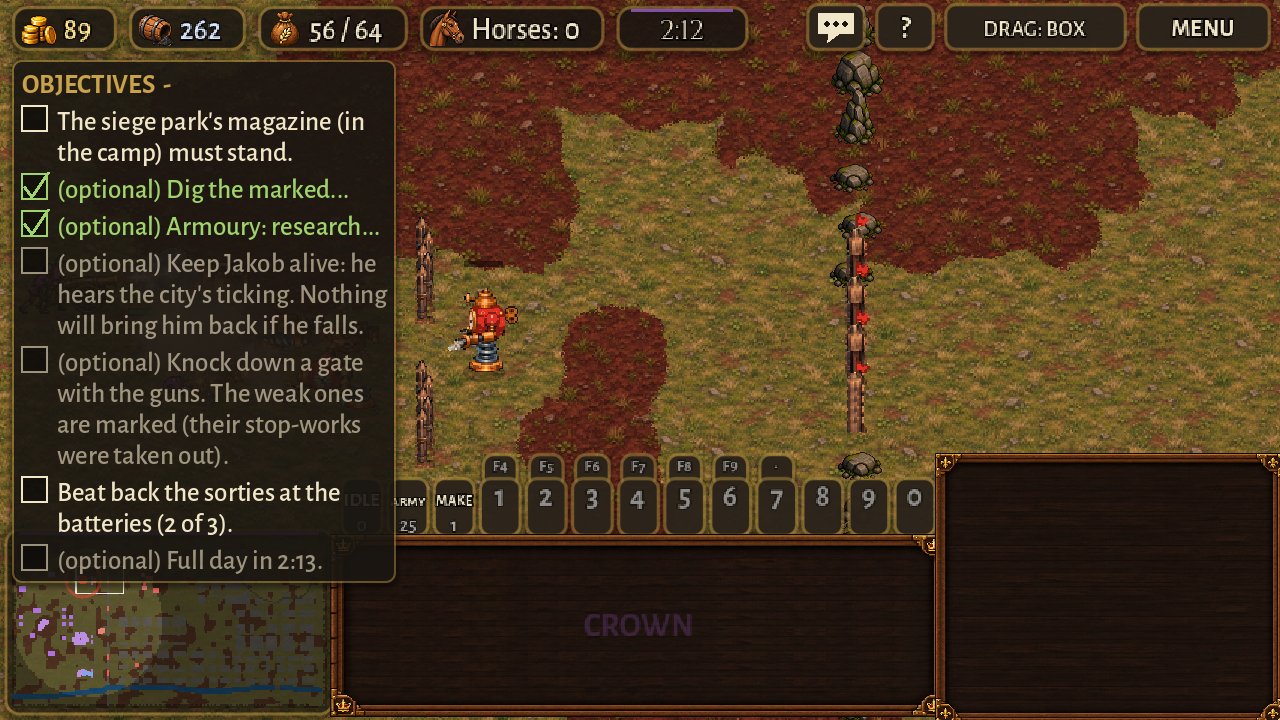 89
262
56 / 64
Horses: 0
2:12
?
DRAG: BOX
MENU
OBJECTIVES -
The siege park's magazine (in
the camp) must stand.
(optional) Dig the marked...
(optional) Armoury: research...
(optional) Keep Jakob alive: he
hears the city's ticking. Nothing
will bring him back if he falls.
(optional) Knock down a gate
with the guns. The weak ones
are marked (their stop-works
were taken out).
Beat back the sorties at the
batteries (2 of 3).
(optional) Full day in 2:13.
F4 F5 F6 F7 F8 F9 .
IDLE ARMY MAKE 1 2 3 4 5 6 7 8 9 0
0 25 1
CROWN